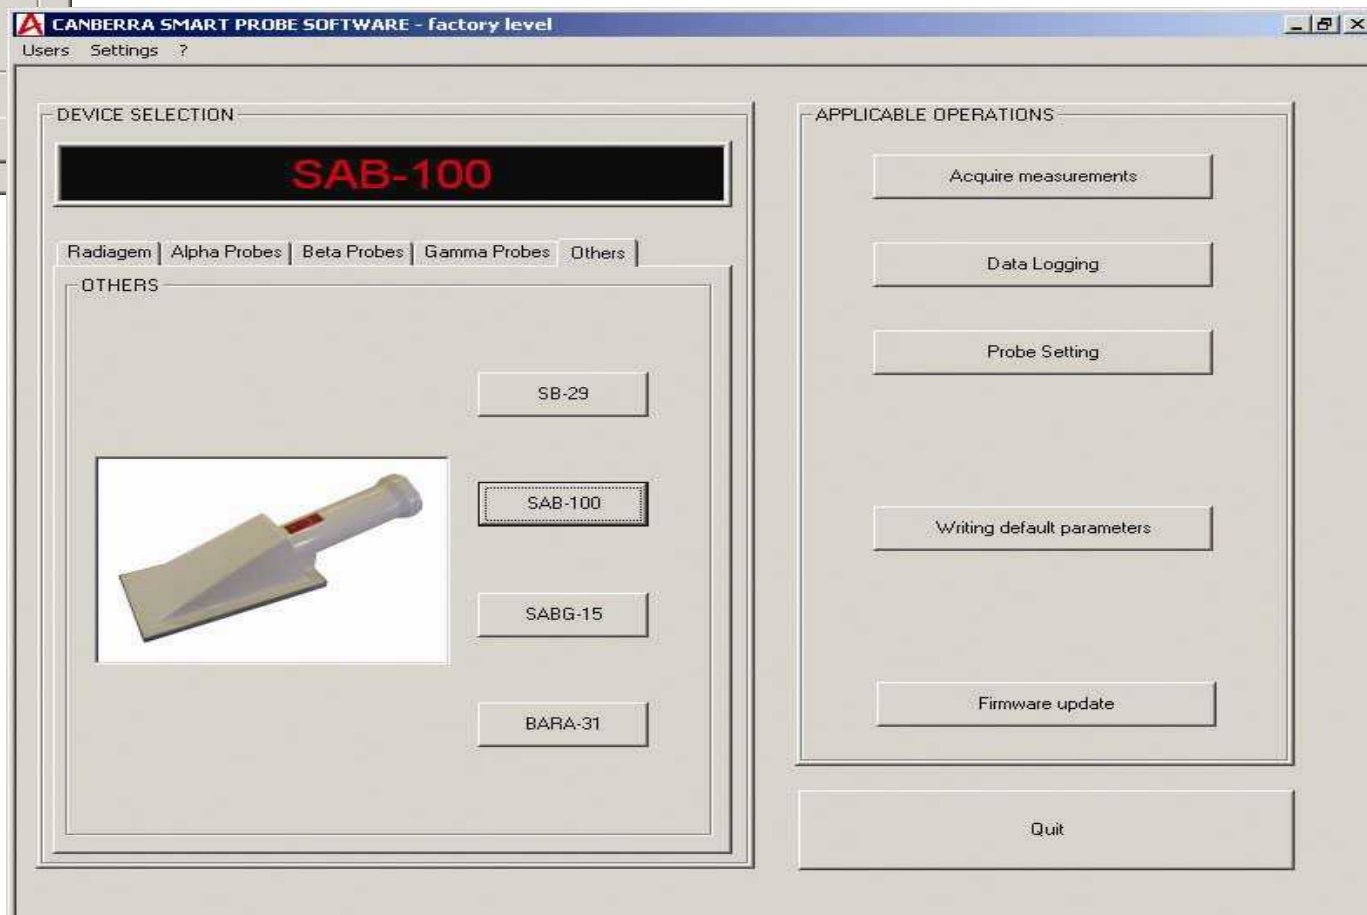 CANBERRA SMART PROBE SOFTWARE - factory level
Users Settings ?
DEVICE SELECTION
SAB-100
Radiagem Alpha Probes Beta Probes Gamma Probes Others
OTHERS
SB-29
SAB-100
SABG-15
BARA-31
APPLICABLE OPERATIONS
Acquire measurements
Data Logging
Probe Setting
Writing default parameters
Firmware update
Quit